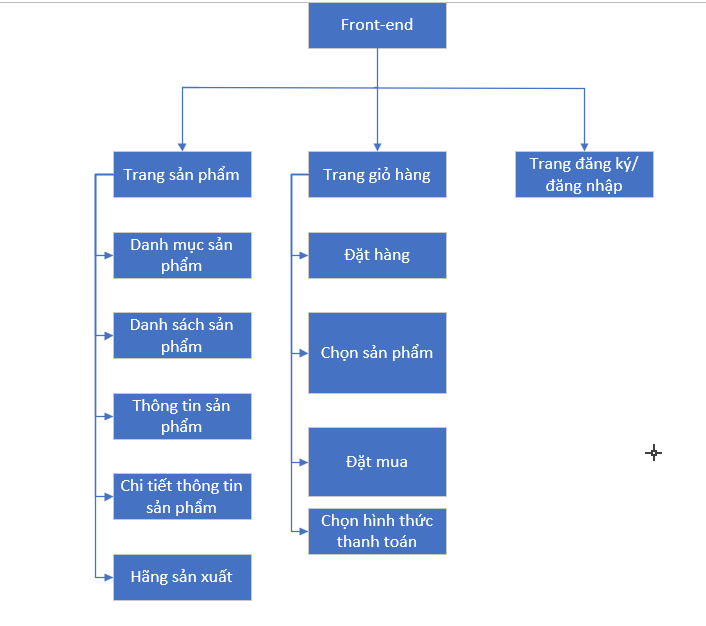 Front-end
Trang sản phẩm
Trang giỏ hàng
Trang đăng ký/
đăng nhập
Danh mục sản
phẩm
Đặt hàng
Danh sách sản
phẩm
Chọn sản phẩm
Thông tin sản
phẩm
Đặt mua
Chi tiết thông tin
sản phẩm
Chọn hình thức
thanh toán
Hãng sản xuất